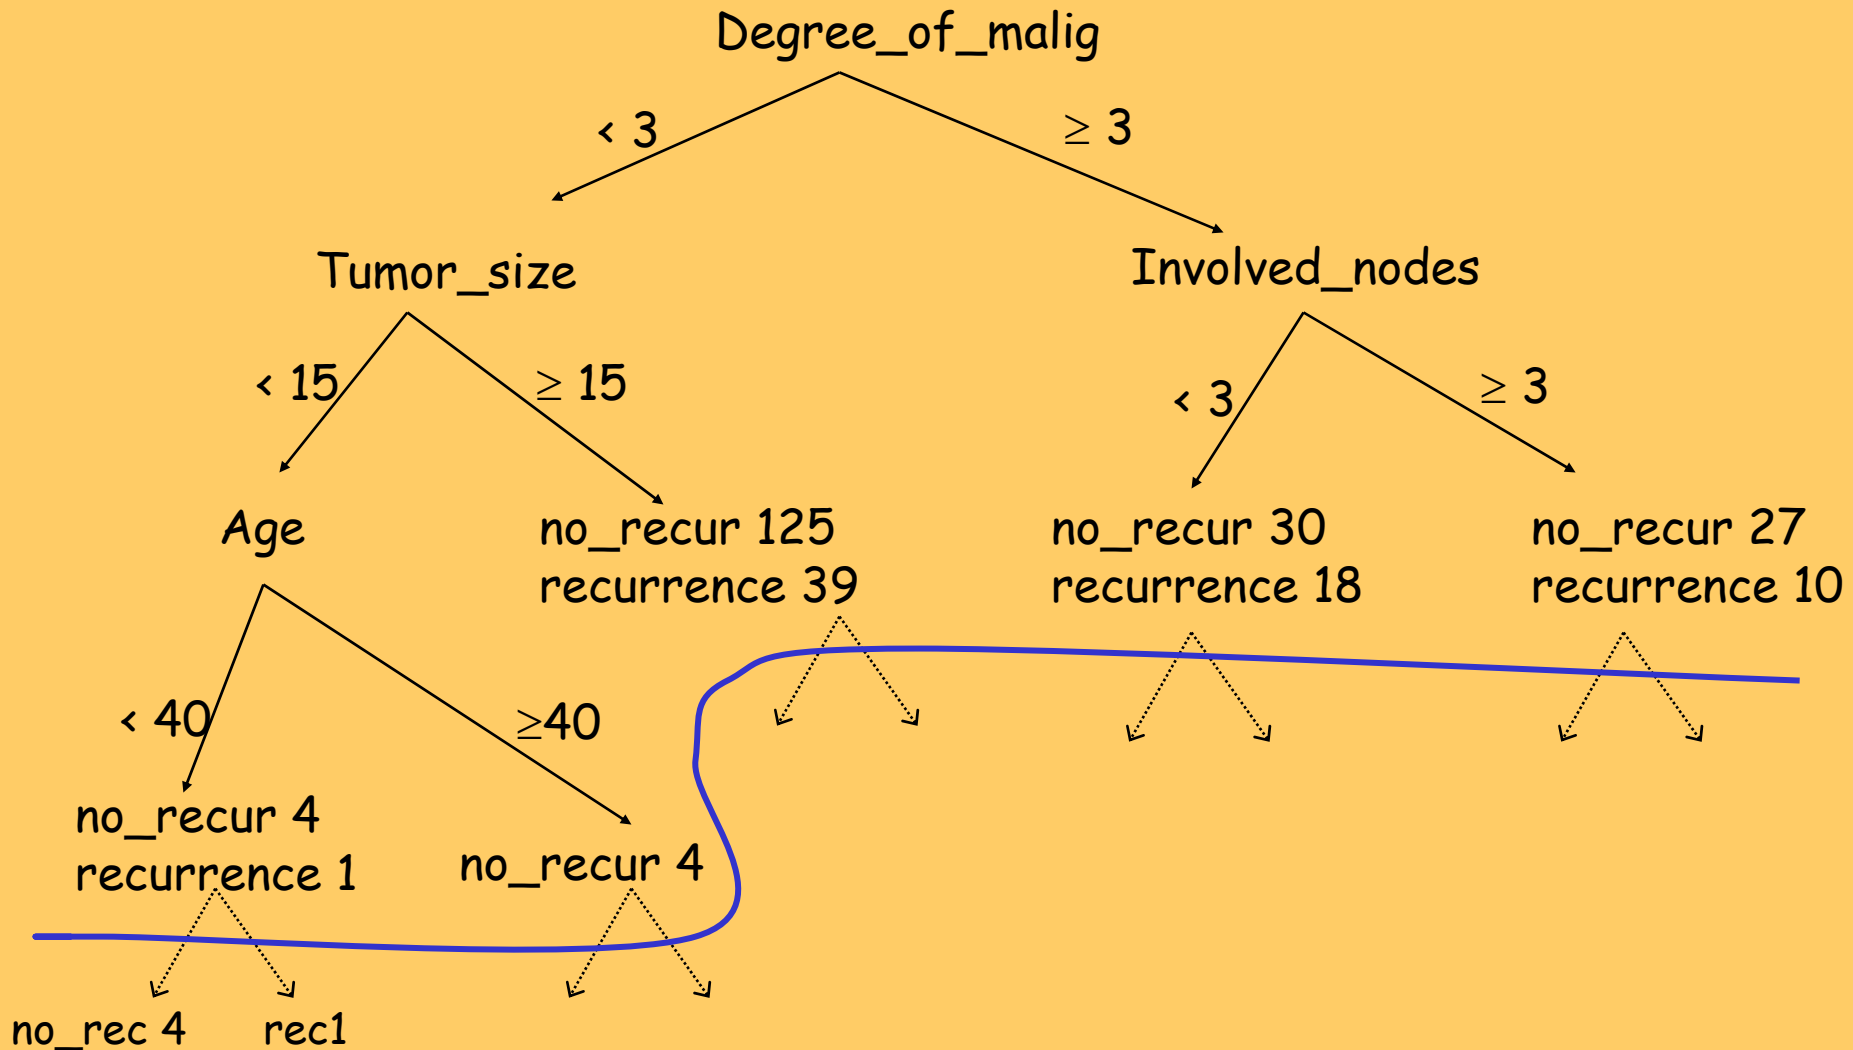 Degree_of_malig
< 3
≥ 3
Tumor_size
Involved_nodes
< 15
≥ 15
< 3
≥ 3
Age
no_recur 125
recurrence 39
no_recur 30
recurrence 18
no_recur 27
recurrence 10
< 40
≥40
no_recur 4
recurrence 1
no_recur 4
no_rec 4
rec1